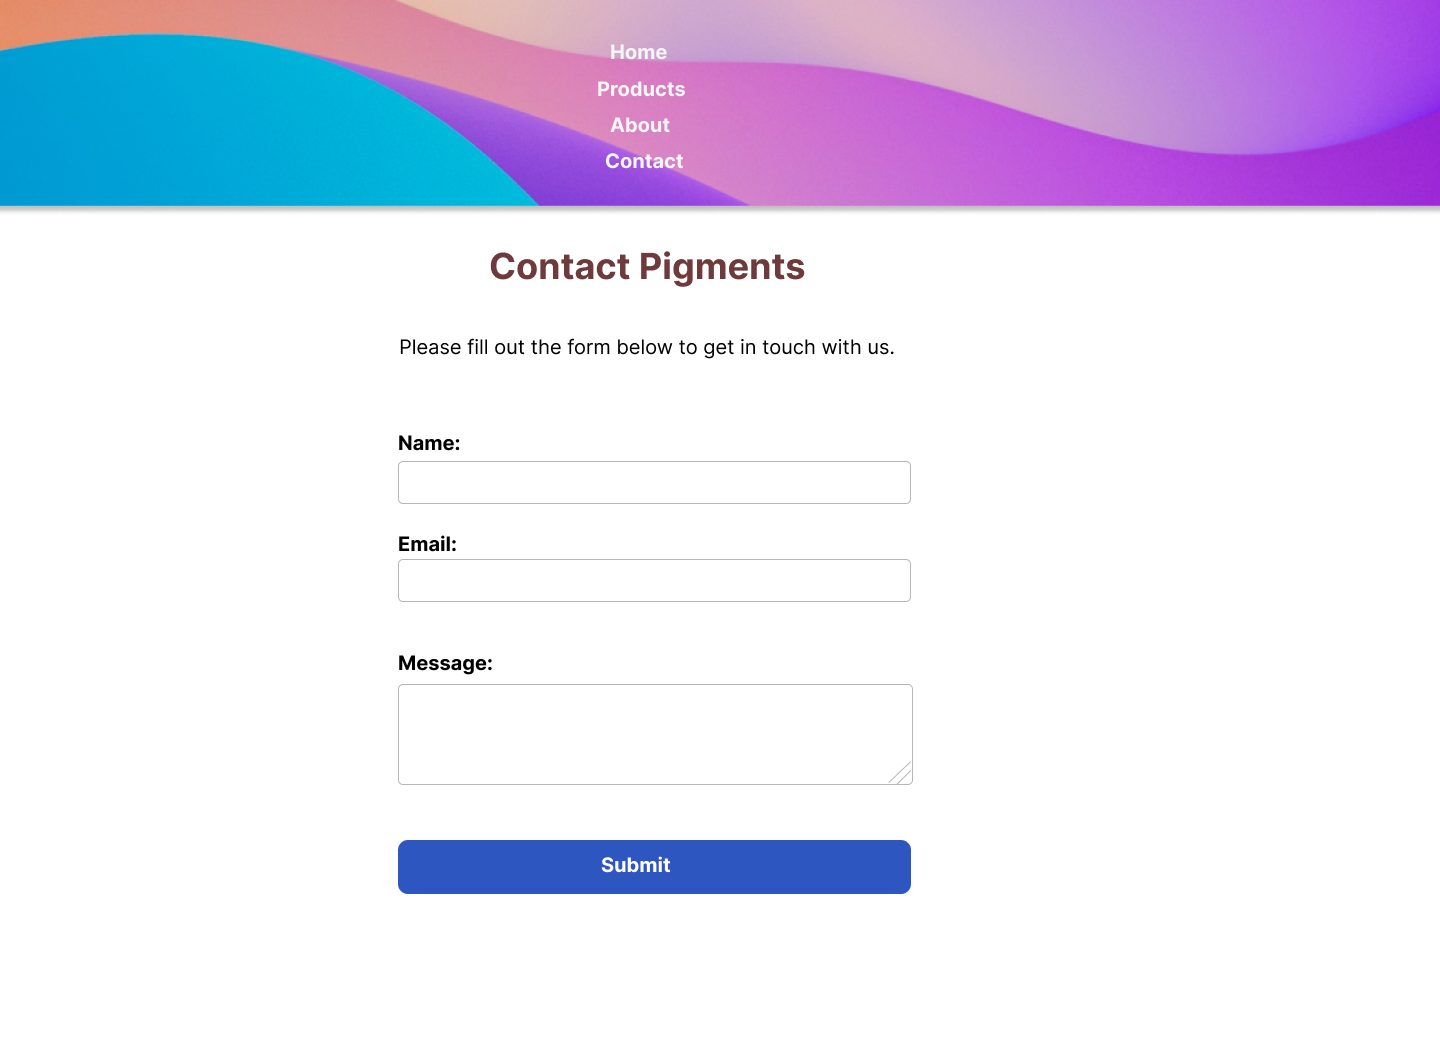 Home
Products
About
Contact
Contact Pigments
Please fill out the form below to get in touch with us.
Name:
Email:
Message:
Submit